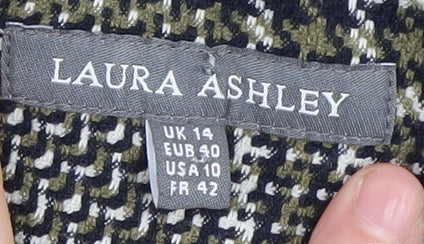 LAURA ASHLEY
UK 14
EUR 40
USA 10
FR 42